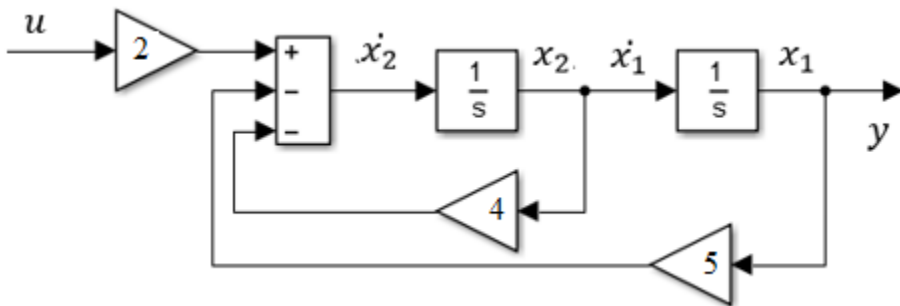 u 2 + − − .ẋ₂ 1/s x₂. ẋ₁ 1/s x₁
y
4
5